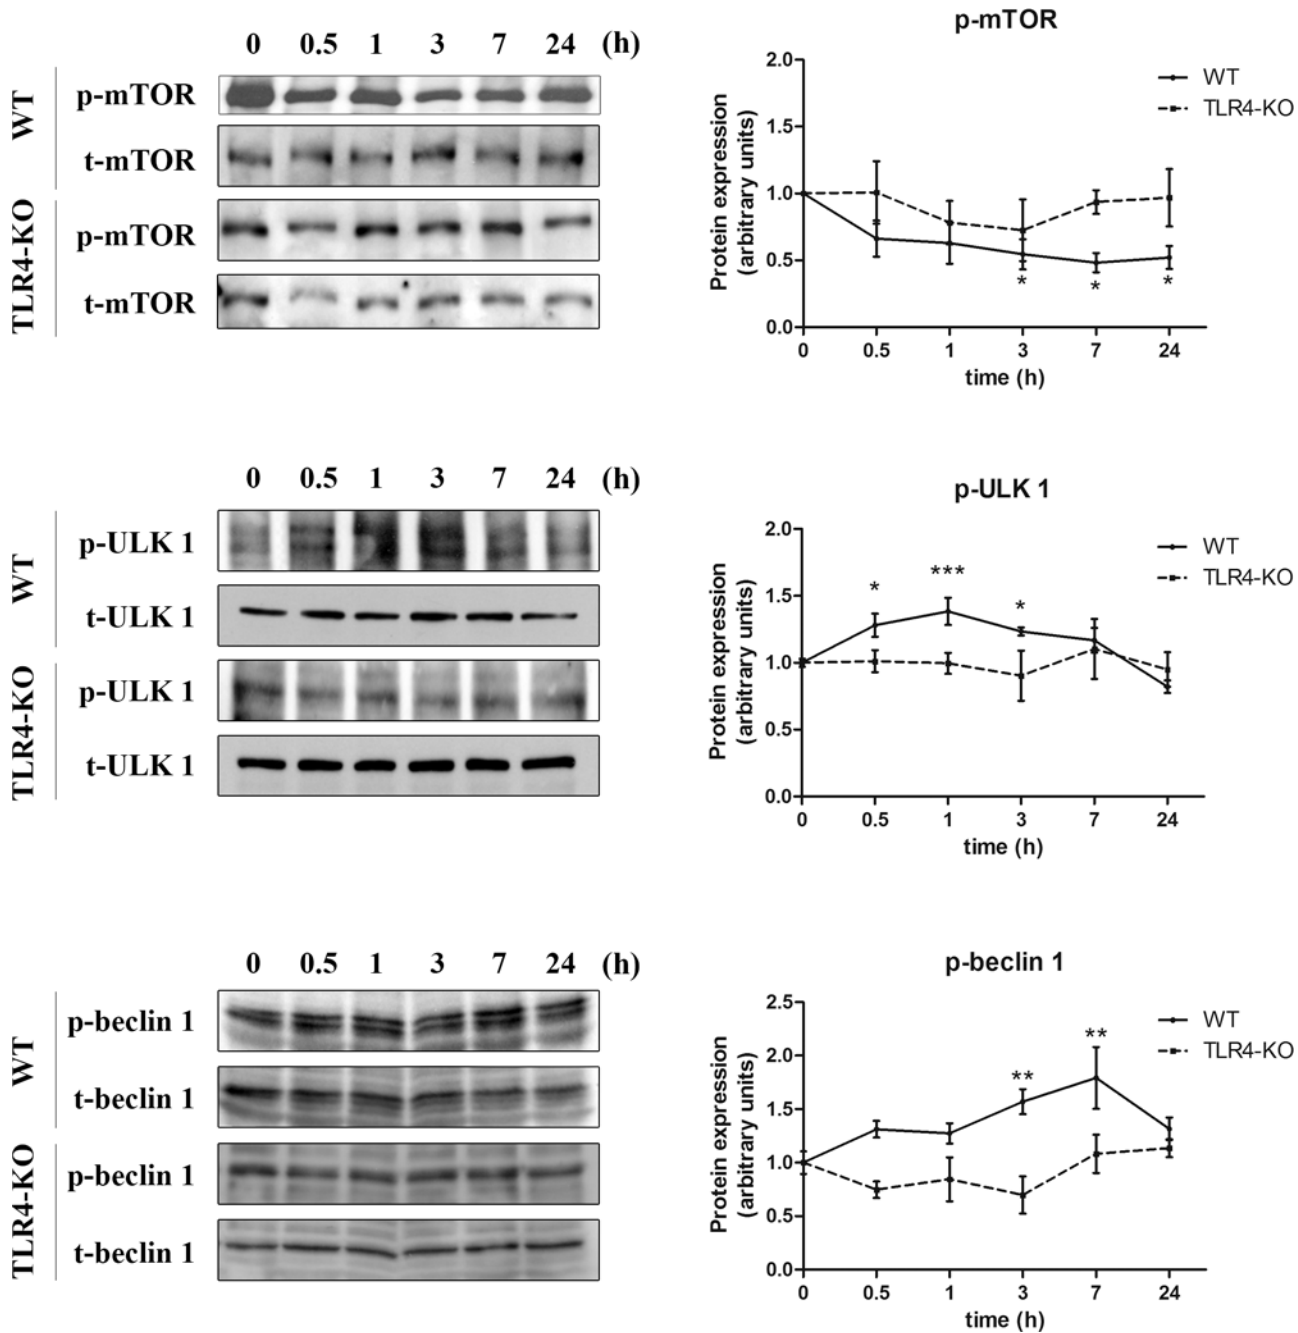 0 0.5 1 3 7 24 (h)
WT
p-mTOR
t-mTOR
TLR4-KO
p-mTOR
t-mTOR
p-mTOR
WT
TLR4-KO
Protein expression
(arbitrary units)
2.0
1.5
1.0
0.5
0.0
* * *
0 0.5 1 3 7 24
time (h)
0 0.5 1 3 7 24 (h)
WT
p-ULK 1
t-ULK 1
TLR4-KO
p-ULK 1
t-ULK 1
p-ULK 1
WT
TLR4-KO
Protein expression
(arbitrary units)
2.0
1.5
1.0
0.5
0.0
* *** *
0 0.5 1 3 7 24
time (h)
0 0.5 1 3 7 24 (h)
WT
p-beclin 1
t-beclin 1
TLR4-KO
p-beclin 1
t-beclin 1
p-beclin 1
WT
TLR4-KO
Protein expression
(arbitrary units)
2.5
2.0
1.5
1.0
0.5
0.0
** **
0 0.5 1 3 7 24
time (h)